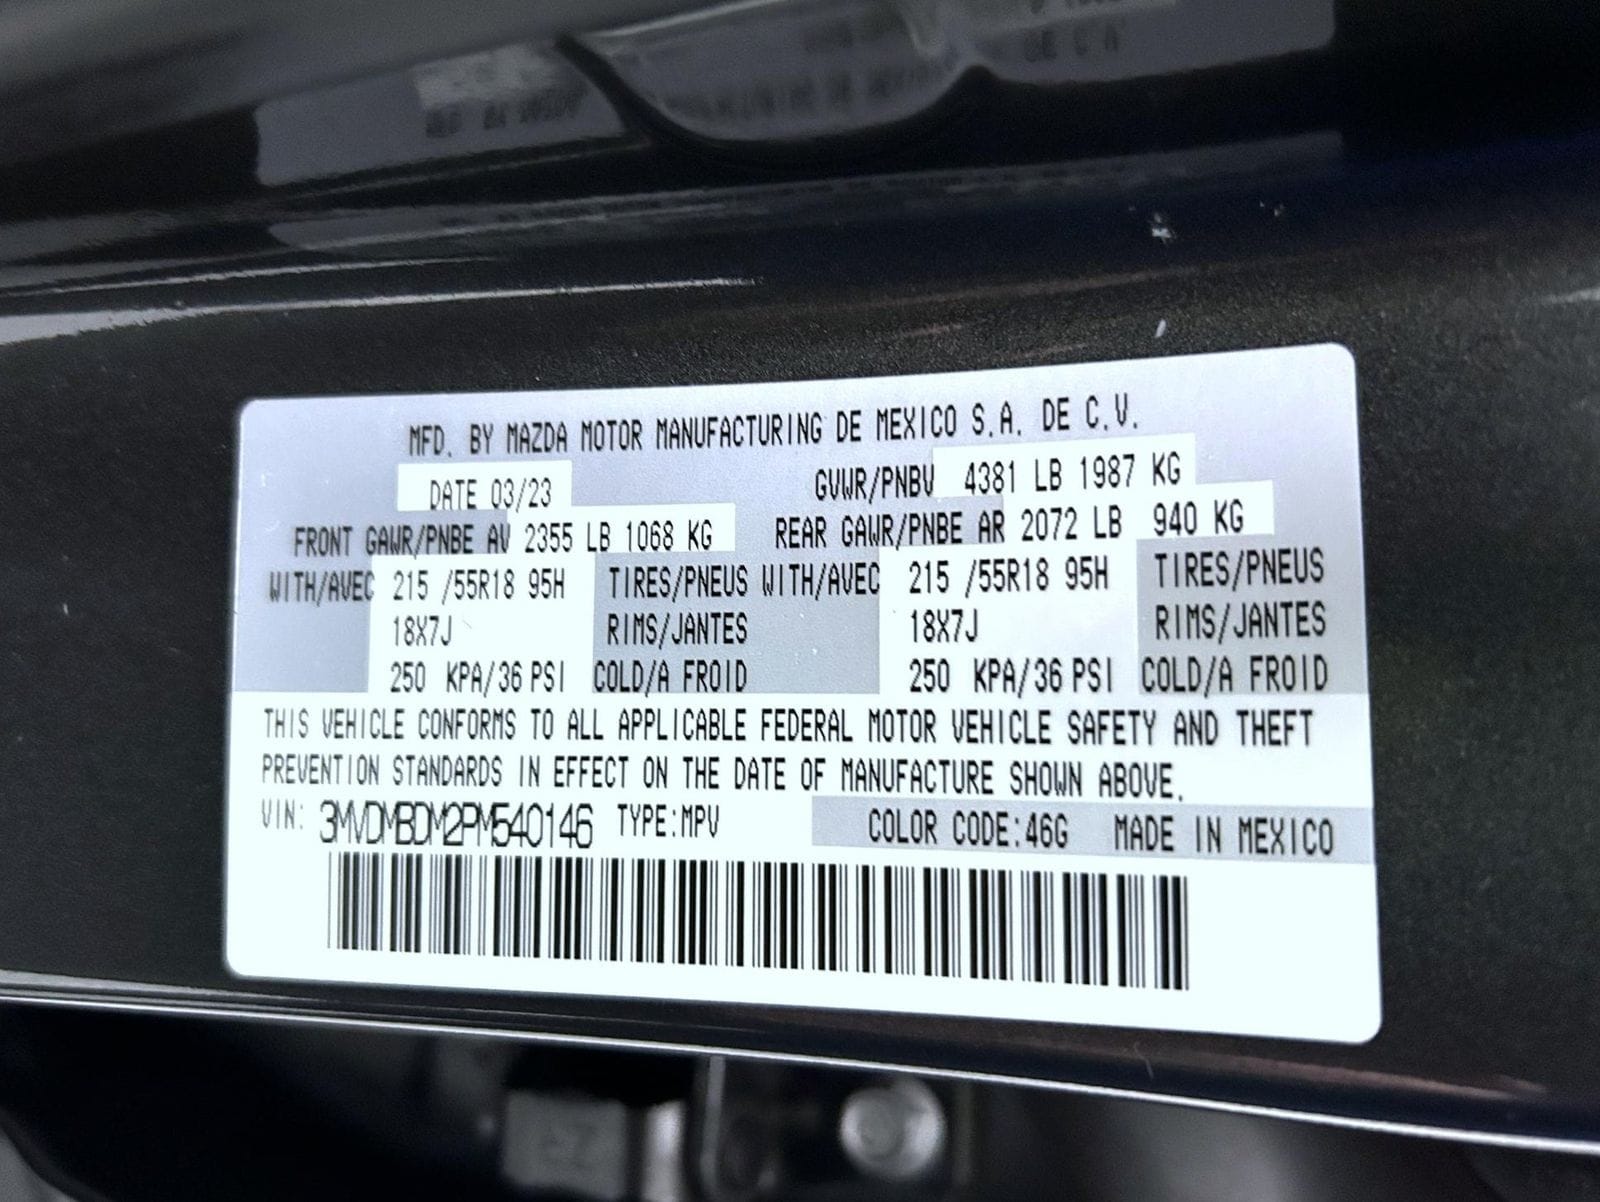 MFD. BY MAZDA MOTOR MANUFACTURING DE MEXICO S.A. DE C.V.
DATE 03/23 GVWR/PNBV 4381 LB 1987 KG
FRONT GAWR/PNBE AV 2355 LB 1068 KG REAR GAWR/PNBE AR 2072 LB 940 KG
WITH/AVEC 215 /55R18 95H TIRES/PNEUS WITH/AVEC 215 /55R18 95H TIRES/PNEUS
18X7J RIMS/JANTES 18X7J RIMS/JANTES
250 KPA/36 PSI COLD/A FROID 250 KPA/36 PSI COLD/A FROID
THIS VEHICLE CONFORMS TO ALL APPLICABLE FEDERAL MOTOR VEHICLE SAFETY AND THEFT
PREVENTION STANDARDS IN EFFECT ON THE DATE OF MANUFACTURE SHOWN ABOVE.
VIN: 3MVDMBDM2PM540146 TYPE:MPV COLOR CODE:46G MADE IN MEXICO